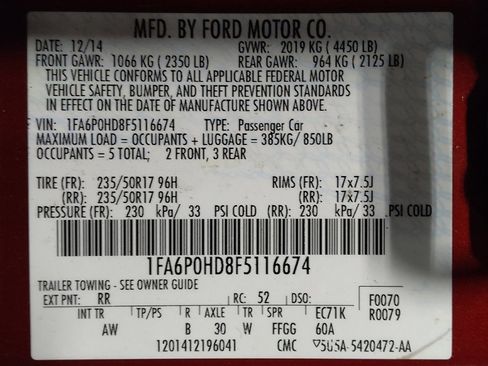 MFD. BY FORD MOTOR CO.
DATE: 12/14 GVWR: 2019 KG ( 4450 LB)
FRONT GAWR: 1066 KG ( 2350 LB) REAR GAWR: 964 KG ( 2125 LB)
THIS VEHICLE CONFORMS TO ALL APPLICABLE FEDERAL MOTOR
VEHICLE SAFETY, BUMPER, AND THEFT PREVENTION STANDARDS
IN EFFECT ON THE DATE OF MANUFACTURE SHOWN ABOVE.
VIN: 1FA6P0HD8F5116674 TYPE: Passenger Car
MAXIMUM LOAD = OCCUPANTS + LUGGAGE = 385KG/ 850LB
OCCUPANTS = 5 TOTAL; 2 FRONT, 3 REAR
TIRE (FR): 235/50R17 96H RIMS (FR): 17x7.5J
(RR): 235/50R17 96H (RR): 17x7.5J
PRESSURE (FR): 230 kPa/ 33 PSI COLD (RR): 230 kPa/ 33 PSI COLD
1FA6P0HD8F5116674
TRAILER TOWING - SEE OWNER GUIDE
EXT PNT: RR RC: 52 DSO: F0070
INT TR TP/PS R AXLE TR SPR EC71K R0079
AW B 30 W FFGG 60A
1201412196041 CMC 5USA-5420472-AA